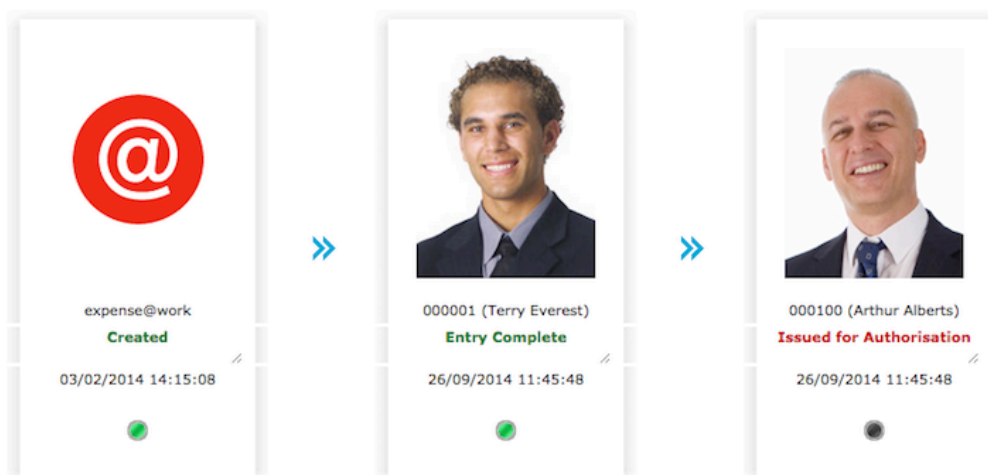 @
expense@work
Created
03/02/2014 14:15:08
»
000001 (Terry Everest)
Entry Complete
26/09/2014 11:45:48
»
000100 (Arthur Alberts)
Issued for Authorisation
26/09/2014 11:45:48